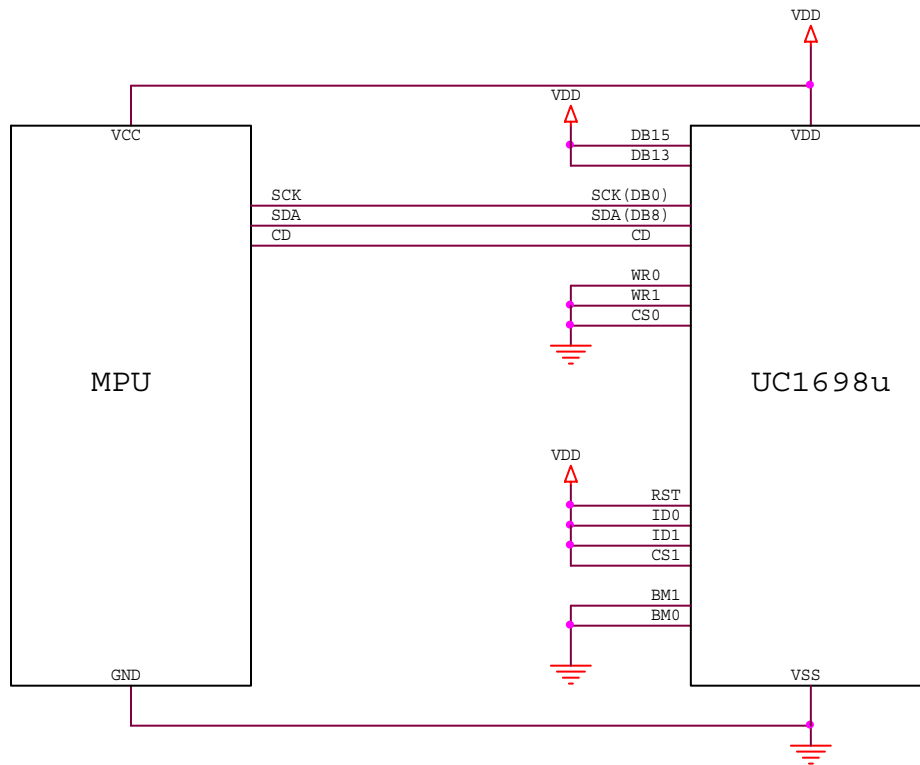 VDD
VDD
VCC
DB15
VDD
DB13
SCK
SCK(DB0)
SDA
SDA(DB8)
CD
CD
WR0
WR1
CS0
MPU
UC1698u
VDD
RST
ID0
ID1
CS1
BM1
BM0
GND
VSS